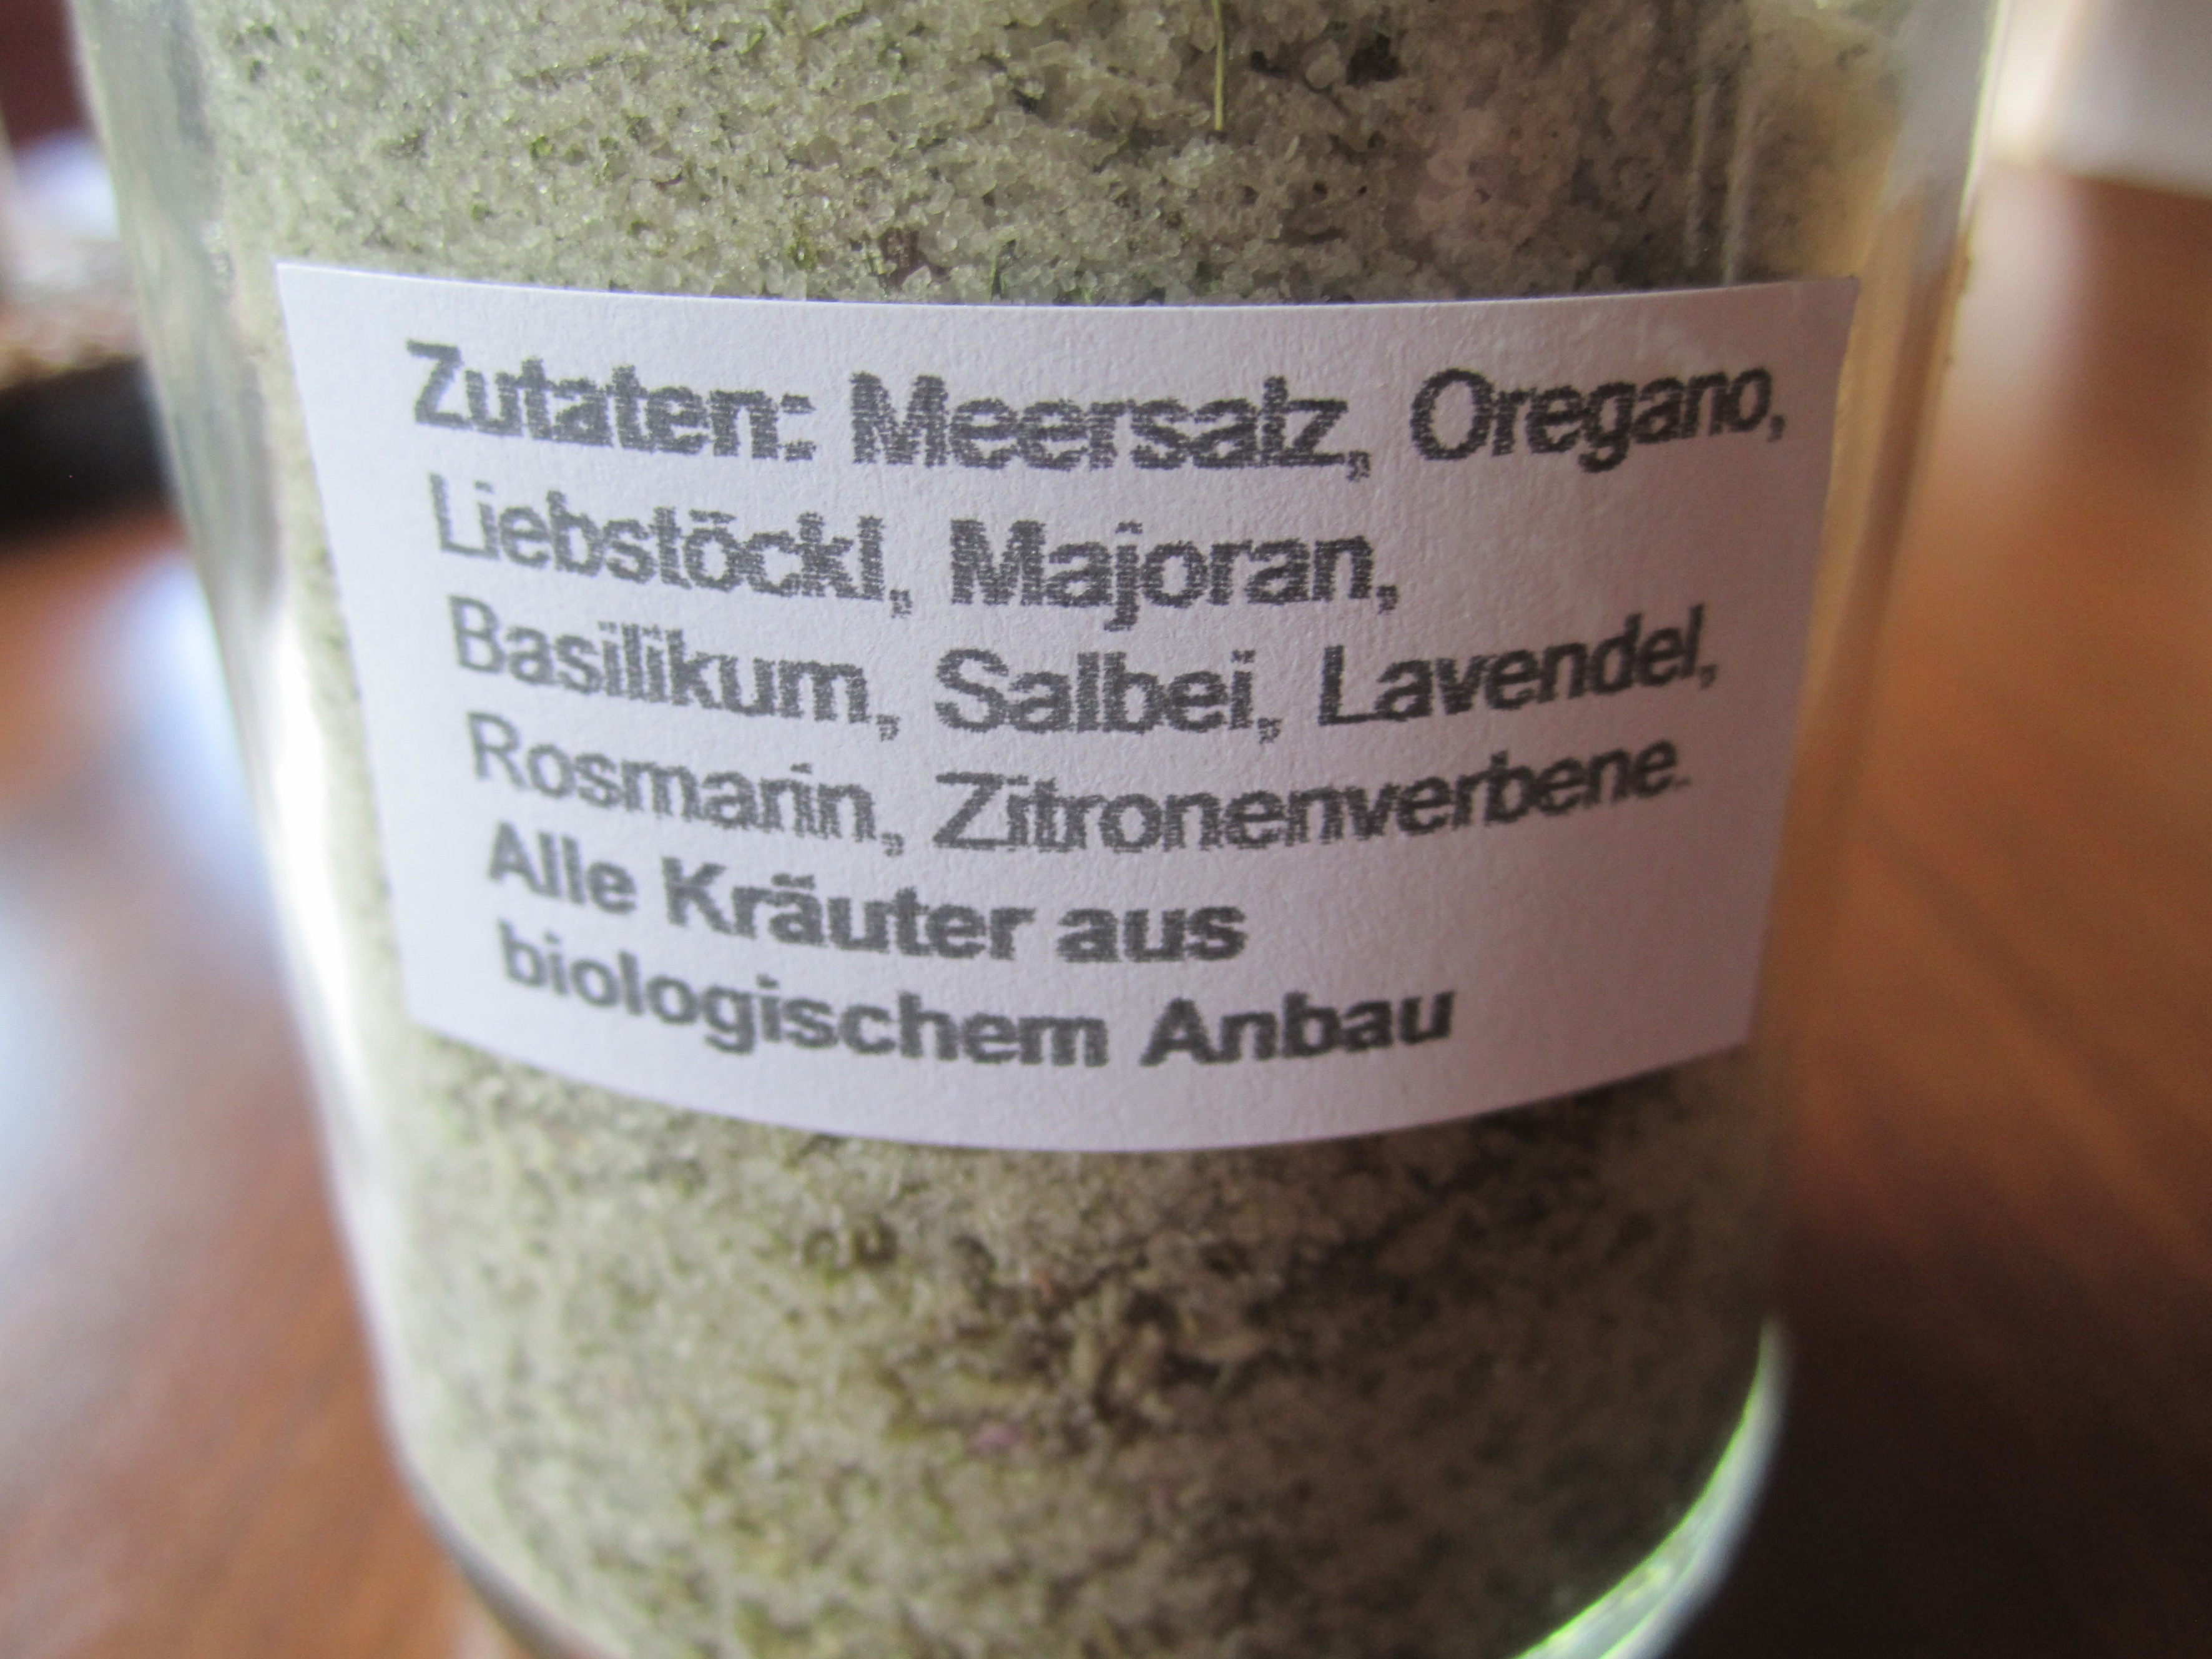 Zutaten: Meersalz, Oregano,
Liebstöckl, Majoran,
Basilikum, Salbei, Lavendel,
Rosmarin, Zitronenverbene.
Alle Kräuter aus
biologischem Anbau